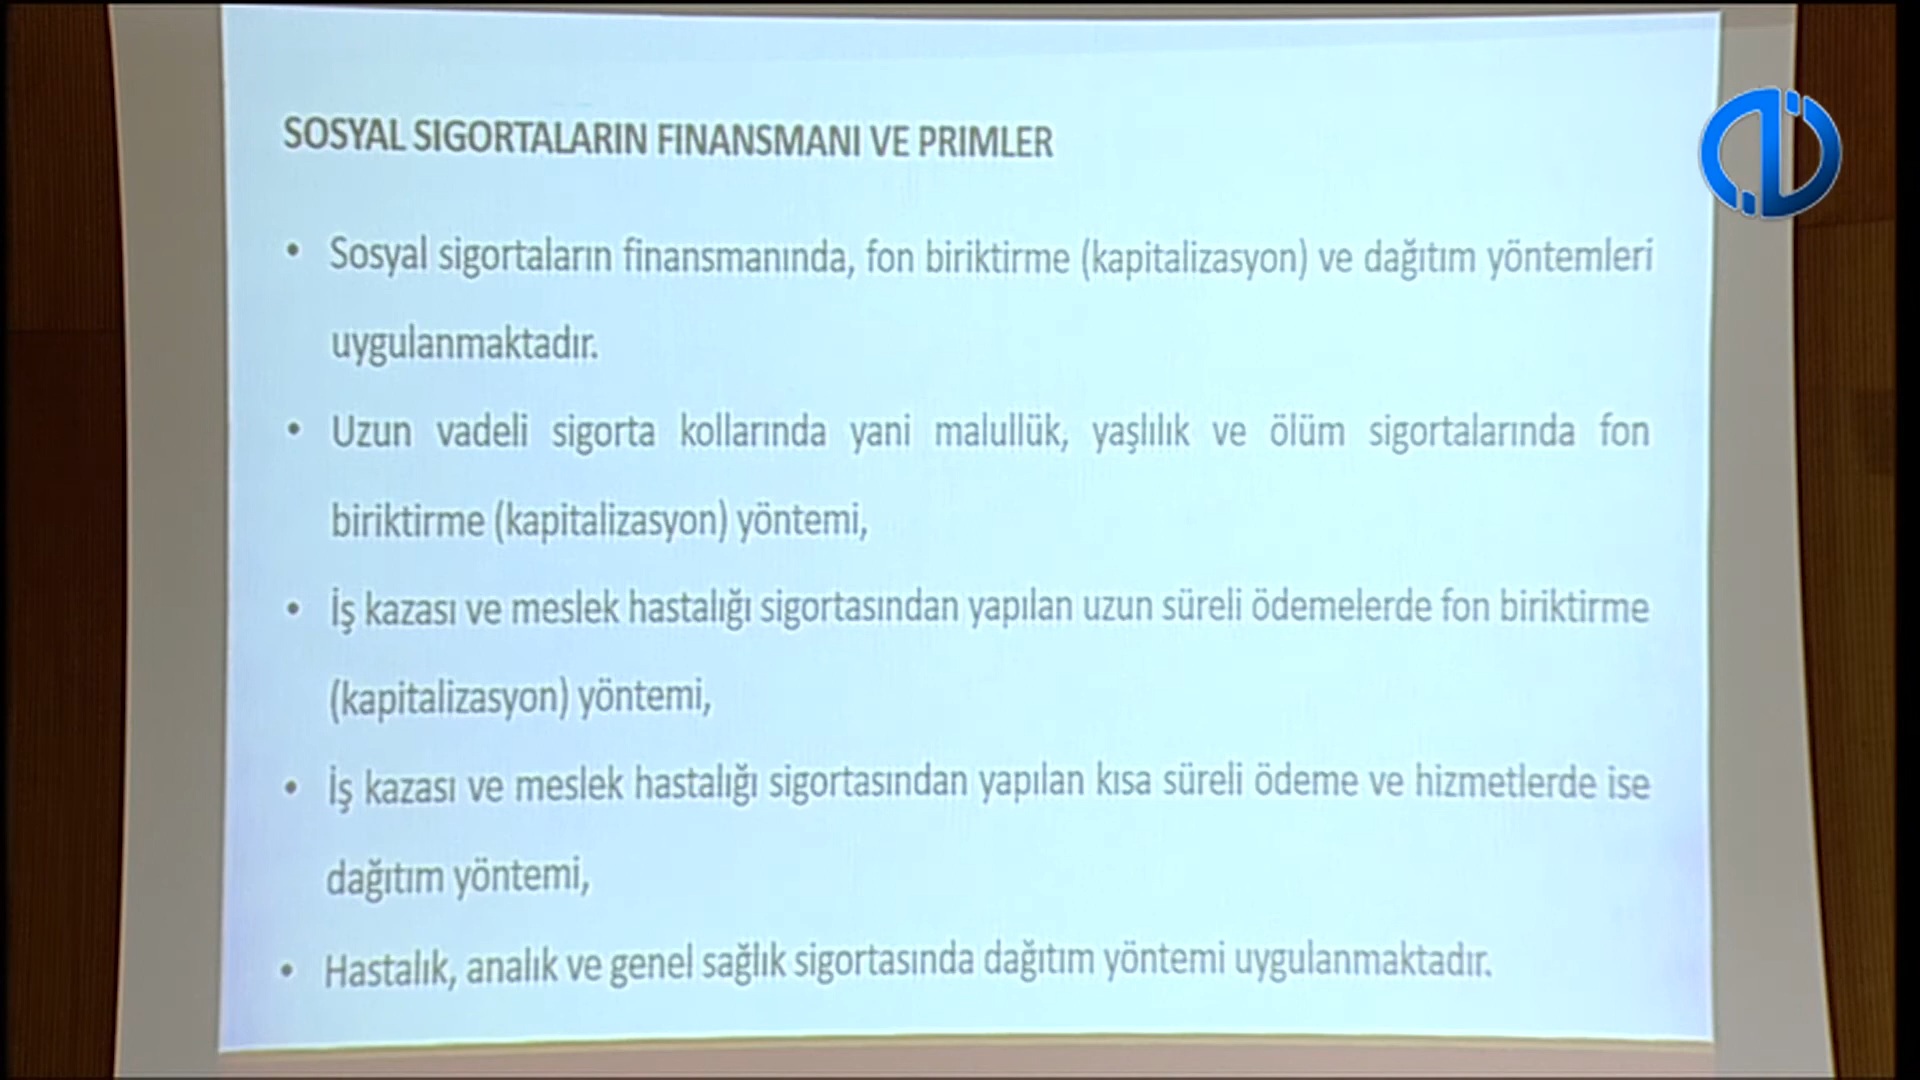 SOSYAL SIGORTALARIN FINANSMANI VE PRIMLER
• Sosyal sigortaların finansmanında, fon biriktirme (kapitalizasyon) ve dağıtım yöntemleri
uygulanmaktadır.
• Uzun vadeli sigorta kollarında yani malullük, yaşlılık ve ölüm sigortalarında fon
biriktirme (kapitalizasyon) yöntemi,
• İş kazası ve meslek hastalığı sigortasından yapılan uzun süreli ödemelerde fon biriktirme
(kapitalizasyon) yöntemi,
• İş kazası ve meslek hastalığı sigortasından yapılan kısa süreli ödeme ve hizmetlerde ise
dağıtım yöntemi,
• Hastalık, analık ve genel sağlık sigortasında dağıtım yöntemi uygulanmaktadır.